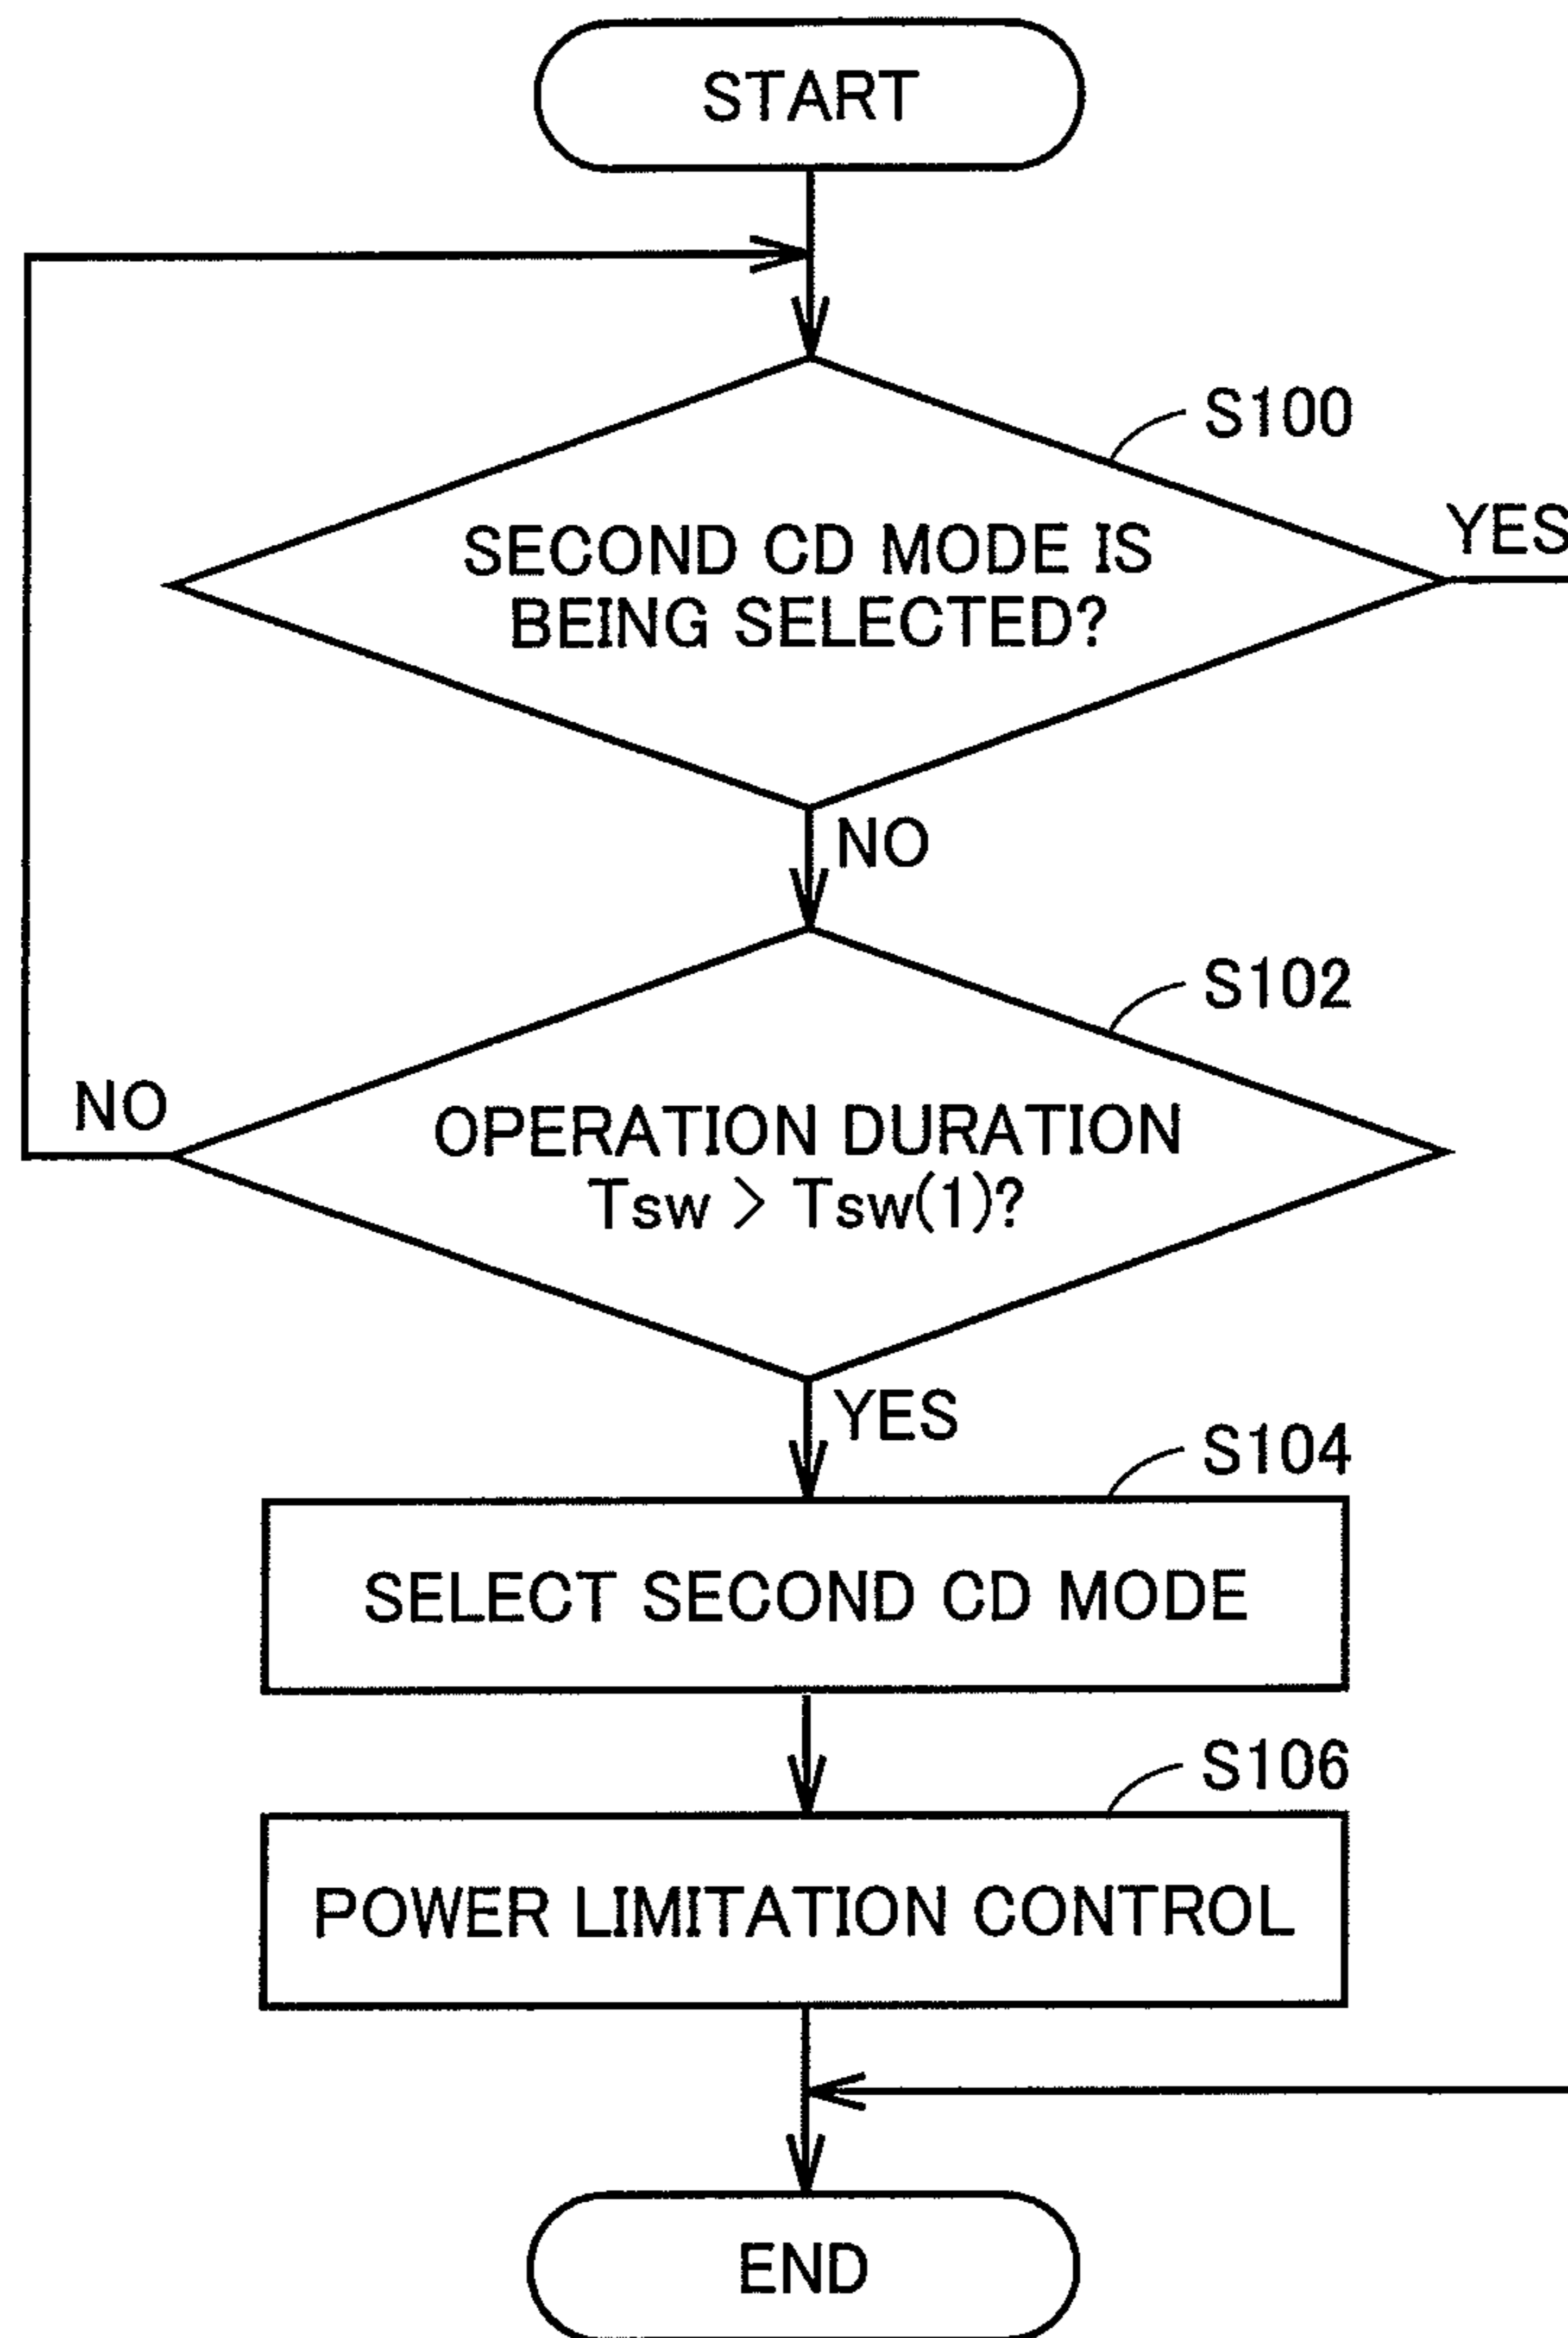 START
S100
YES
SECOND CD MODE IS
BEING SELECTED?
NO
S102
NO
OPERATION DURATION
Tsw > Tsw(1)?
YES
S104
SELECT SECOND CD MODE
S106
POWER LIMITATION CONTROL
END